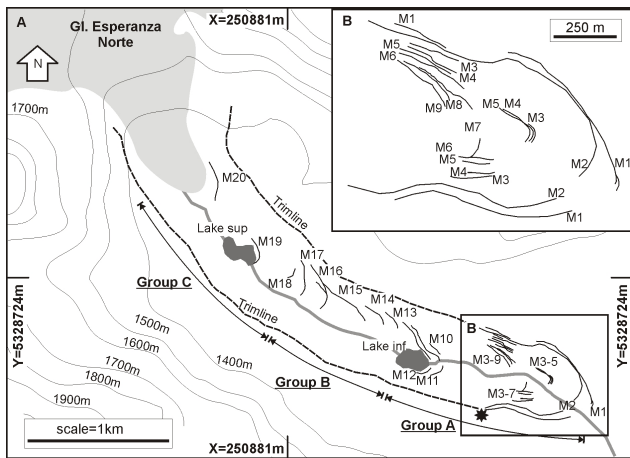 A
Gl. Esperanza
Norte
X=250881m
N
1700m
M20
Trimline
Lake sup
M19
M17
M18
M16
M15
M14
M13
Group C
Trimline
Lake inf
M10
M12
M11
Group B
Group A
1500m
1600m
1700m
1800m
1900m
1400m
Y=5328724m
Y=5328724m
scale=1km
X=250881m
B
M3-9
M3-5
M3-7
M2
M1
B
250 m
M1
M5
M6
M3
M4
M9
M8
M5
M4
M3
M7
M6
M5
M4
M3
M2
M1
M2
M1